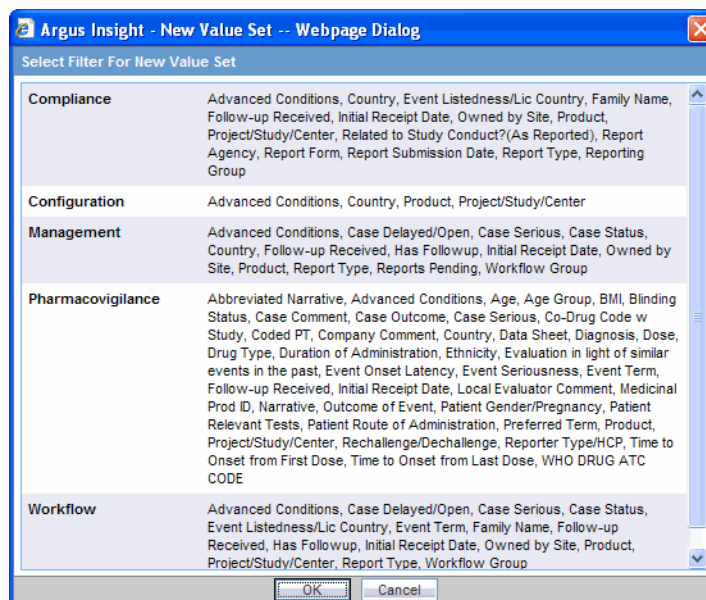 Argus Insight - New Value Set -- Webpage Dialog
Select Filter For New Value Set
Compliance
Advanced Conditions, Country, Event Listedness/Lic Country, Family Name,
Follow-up Received, Initial Receipt Date, Owned by Site, Product,
Project/Study/Center, Related to Study Conduct?(As Reported), Report
Agency, Report Form, Report Submission Date, Report Type, Reporting
Group
Configuration
Advanced Conditions, Country, Product, Project/Study/Center
Management
Advanced Conditions, Case Delayed/Open, Case Serious, Case Status,
Country, Follow-up Received, Has Followup, Initial Receipt Date, Owned by
Site, Product, Report Type, Reports Pending, Workflow Group
Pharmacovigilance
Abbreviated Narrative, Advanced Conditions, Age, Age Group, BMI, Blinding
Status, Case Comment, Case Outcome, Case Serious, Co-Drug Code w
Study, Coded PT, Company Comment, Country, Data Sheet, Diagnosis, Dose,
Drug Type, Duration of Administration, Ethnicity, Evaluation in light of similar
events in the past, Event Onset Latency, Event Seriousness, Event Term,
Follow-up Received, Initial Receipt Date, Local Evaluator Comment, Medicinal
Prod ID, Narrative, Outcome of Event, Patient Gender/Pregnancy, Patient
Relevant Tests, Patient Route of Administration, Preferred Term, Product,
Project/Study/Center, Rechallenge/Dechallenge, Reporter Type/HCP, Time to
Onset from First Dose, Time to Onset from Last Dose, WHO DRUG ATC
CODE
Workflow
Advanced Conditions, Case Delayed/Open, Case Serious, Case Status,
Event Listedness/Lic Country, Event Term, Family Name, Follow-up
Received, Has Followup, Initial Receipt Date, Owned by Site, Product,
Project/Study/Center, Report Type, Workflow Group
OK
Cancel